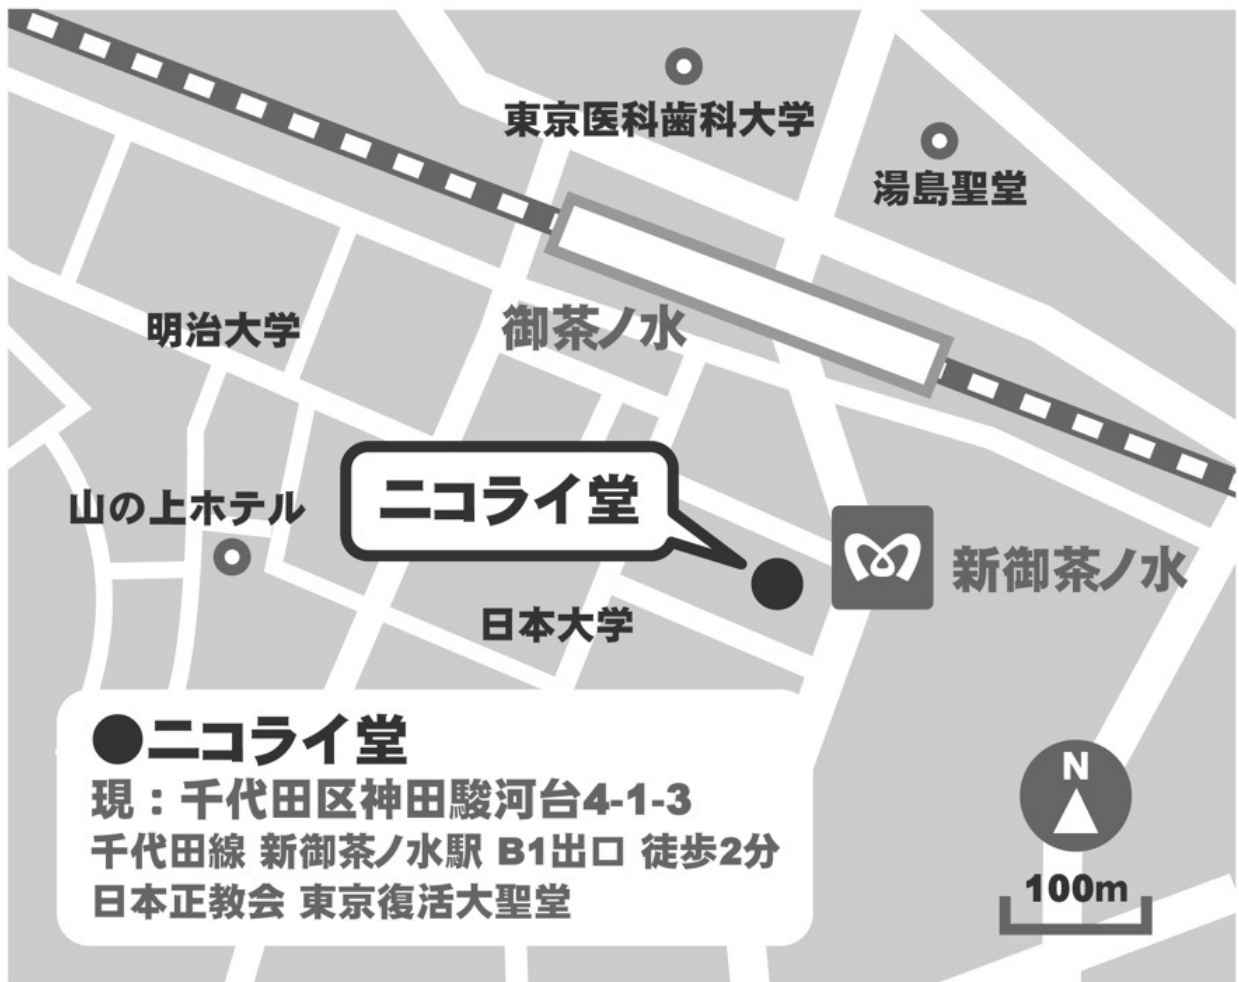 東京医科歯科大学
湯島聖堂
明治大学
御茶ノ水
ニコライ堂
山の上ホテル
新御茶ノ水
日本大学
●ニコライ堂
現：千代田区神田駿河台4-1-3
千代田線 新御茶ノ水駅 B1出口 徒歩2分
日本正教会 東京復活大聖堂
N
100m